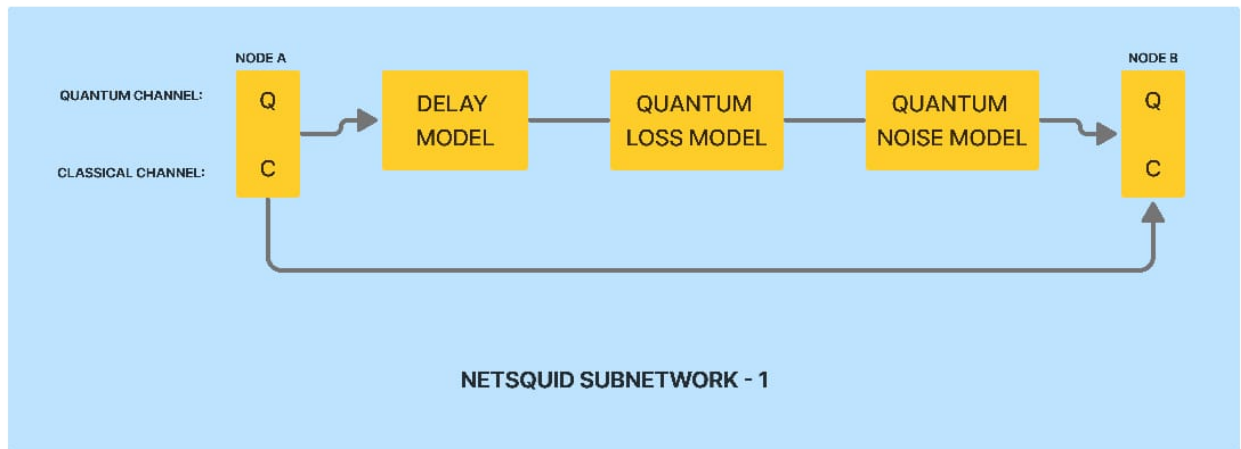 NODE A
NODE B
QUANTUM CHANNEL:
Q
DELAY
MODEL
QUANTUM
LOSS MODEL
QUANTUM
NOISE MODEL
Q
CLASSICAL CHANNEL:
C
C
NETSQUID SUBNETWORK - 1